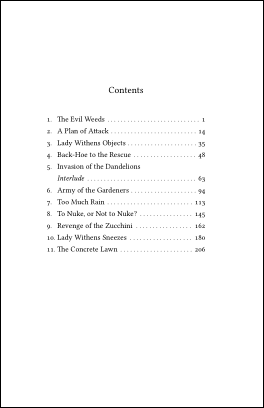 Contents
1. The Evil Weeds . . . . . . . . . . . . . . . . . . . . . . . . . . . 1
2. A Plan of Attack . . . . . . . . . . . . . . . . . . . . . . . . . . 14
3. Lady Withens Objects . . . . . . . . . . . . . . . . . . . . . 35
4. Back-Hoe to the Rescue . . . . . . . . . . . . . . . . . . . 48
5. Invasion of the Dandelions
Interlude . . . . . . . . . . . . . . . . . . . . . . . . . . . . . . . . 63
6. Army of the Gardeners . . . . . . . . . . . . . . . . . . . . 94
7. Too Much Rain . . . . . . . . . . . . . . . . . . . . . . . . . 113
8. To Nuke, or Not to Nuke? . . . . . . . . . . . . . . . . 145
9. Revenge of the Zucchini . . . . . . . . . . . . . . . . . 162
10. Lady Withens Sneezes . . . . . . . . . . . . . . . . . . . 180
11. The Concrete Lawn . . . . . . . . . . . . . . . . . . . . . . 206